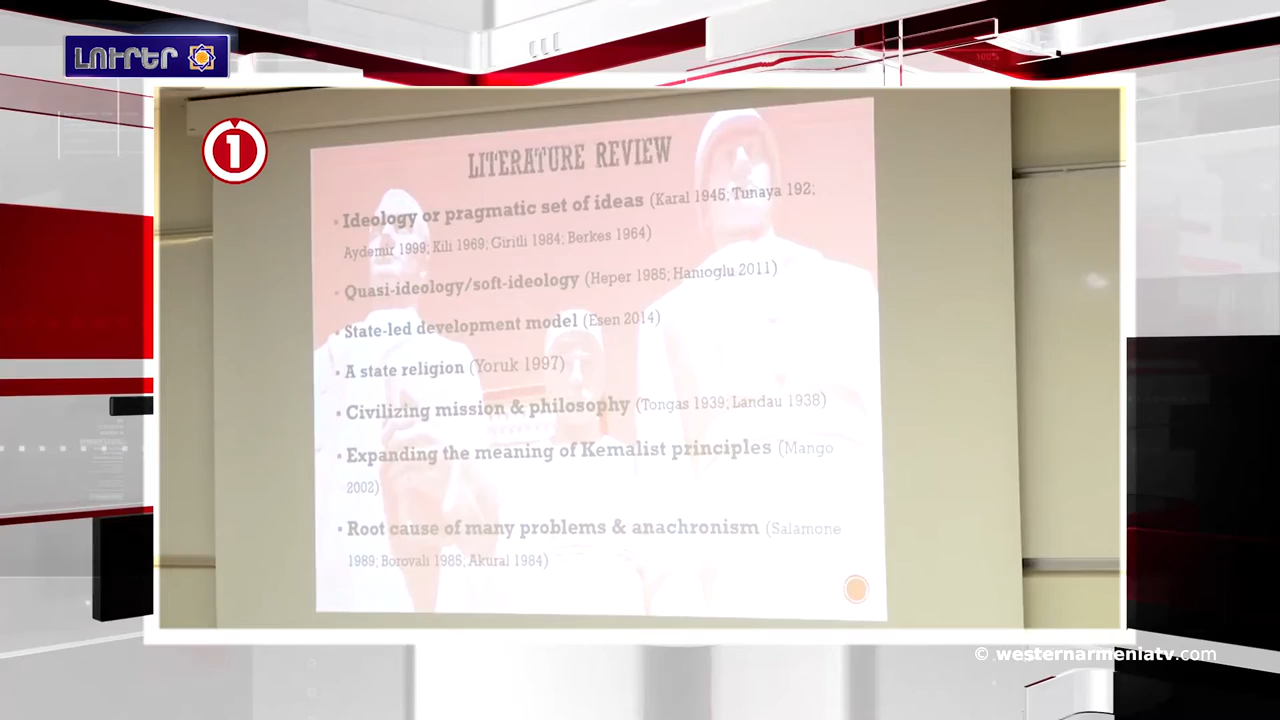 ԼՈՒՐԵՐ
1
LITERATURE REVIEW
• Ideology or pragmatic set of ideas (Karal 1945; Tunaya 192;
Aydemir 1999; Kili 1969; Giritli 1984; Berkes 1964)
• Quasi-ideology/soft-ideology (Heper 1985; Hanioglu 2011)
• State-led development model (Esen 2014)
• A state religion (Yoruk 1997)
• Civilizing mission & philosophy (Tongas 1939; Landau 1938)
• Expanding the meaning of Kemalist principles (Mango
2002)
• Root cause of many problems & anachronism (Salamone
1989; Borovali 1985; Akural 1984)
© westernarmeniatv.com